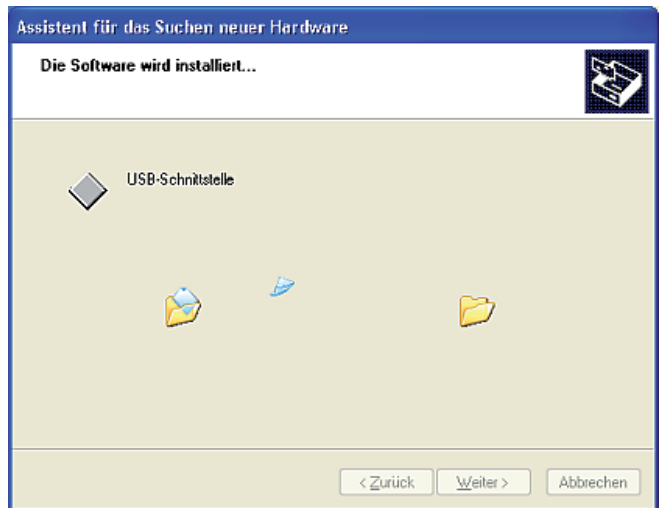 Assistent für das Suchen neuer Hardware
Die Software wird installiert...
USB-Schnittstelle
< Zurück Weiter > Abbrechen